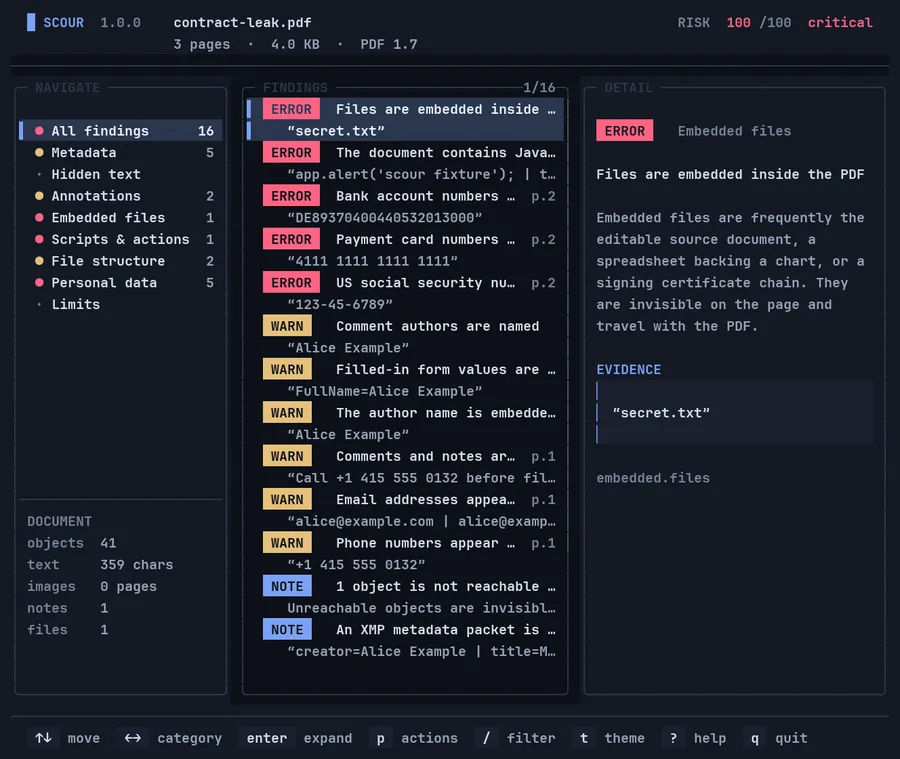 SCOUR 1.0.0 contract-leak.pdf RISK 100 /100 critical
3 pages · 4.0 KB · PDF 1.7
NAVIGATE
All findings 16
Metadata 5
· Hidden text
Annotations 2
Embedded files 1
Scripts & actions 1
File structure 2
Personal data 5
· Limits
DOCUMENT
objects 41
text 359 chars
images 0 pages
notes 1
files 1
FINDINGS 1/16
ERROR Files are embedded inside …
“secret.txt”
ERROR The document contains Java…
“app.alert('scour fixture'); | t…
ERROR Bank account numbers … p.2
“DE89370400440532013000”
ERROR Payment card numbers … p.2
“4111 1111 1111 1111”
ERROR US social security nu… p.2
“123-45-6789”
WARN Comment authors are named
“Alice Example”
WARN Filled-in form values are …
“FullName=Alice Example”
WARN The author name is embedde…
“Alice Example”
WARN Comments and notes ar… p.1
“Call +1 415 555 0132 before fil…
WARN Email addresses appea… p.1
“alice@example.com | alice@examp…
WARN Phone numbers appear … p.1
“+1 415 555 0132”
NOTE 1 object is not reachable …
Unreachable objects are invisibl…
NOTE An XMP metadata packet is …
“creator=Alice Example | title=M…
DETAIL
ERROR Embedded files
Files are embedded inside the PDF
Embedded files are frequently the
editable source document, a
spreadsheet backing a chart, or a
signing certificate chain. They
are invisible on the page and
travel with the PDF.
EVIDENCE
“secret.txt”
embedded.files
↑↓ move ↔ category enter expand p actions / filter t theme ? help q quit